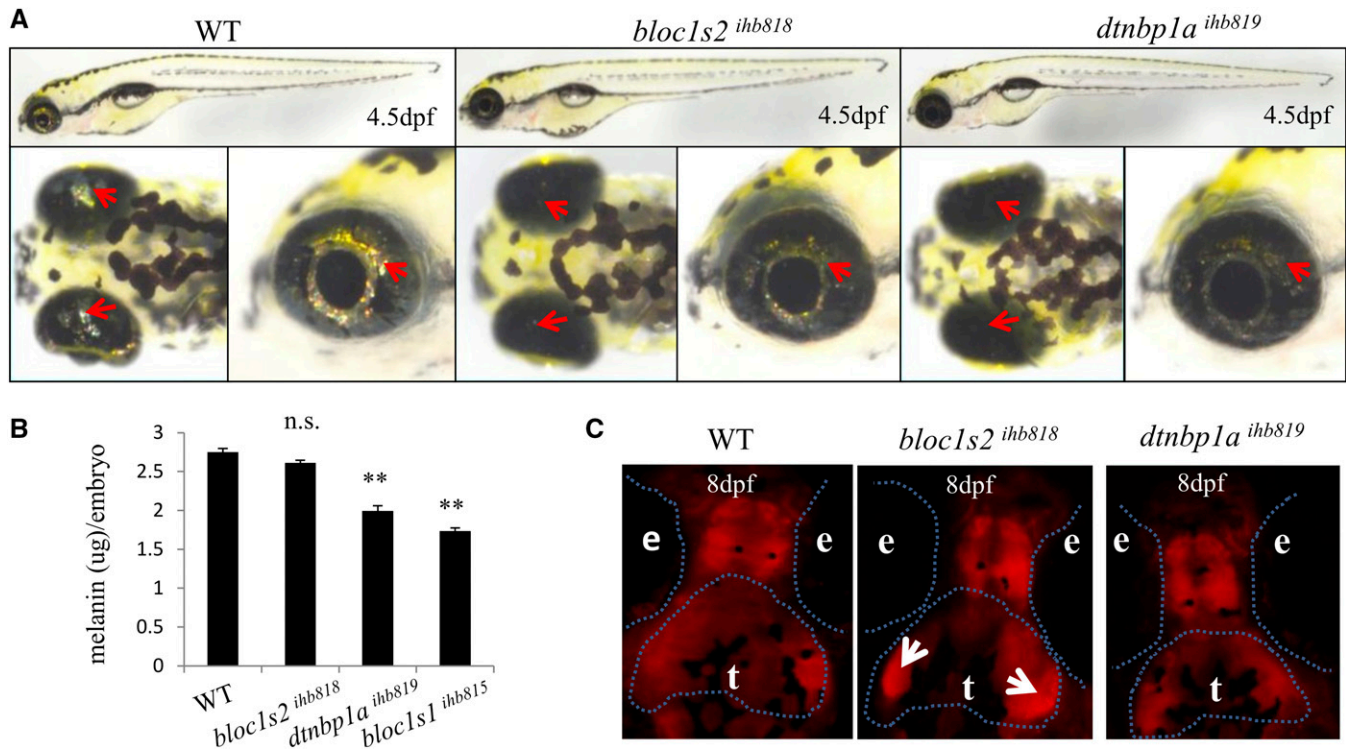 A
WT
bloc1s2 ihb818
dtnbp1a ihb819
4.5dpf
4.5dpf
4.5dpf
B
n.s.
**
**
3
2.5
2
1.5
1
0.5
0
melanin (ug)/embryo
WT
bloc1s2 ihb818
dtnbp1a ihb819
bloc1s1 ihb815
C
WT
bloc1s2 ihb818
dtnbp1a ihb819
8dpf
8dpf
8dpf
e
e
e
e
e
t
t
t